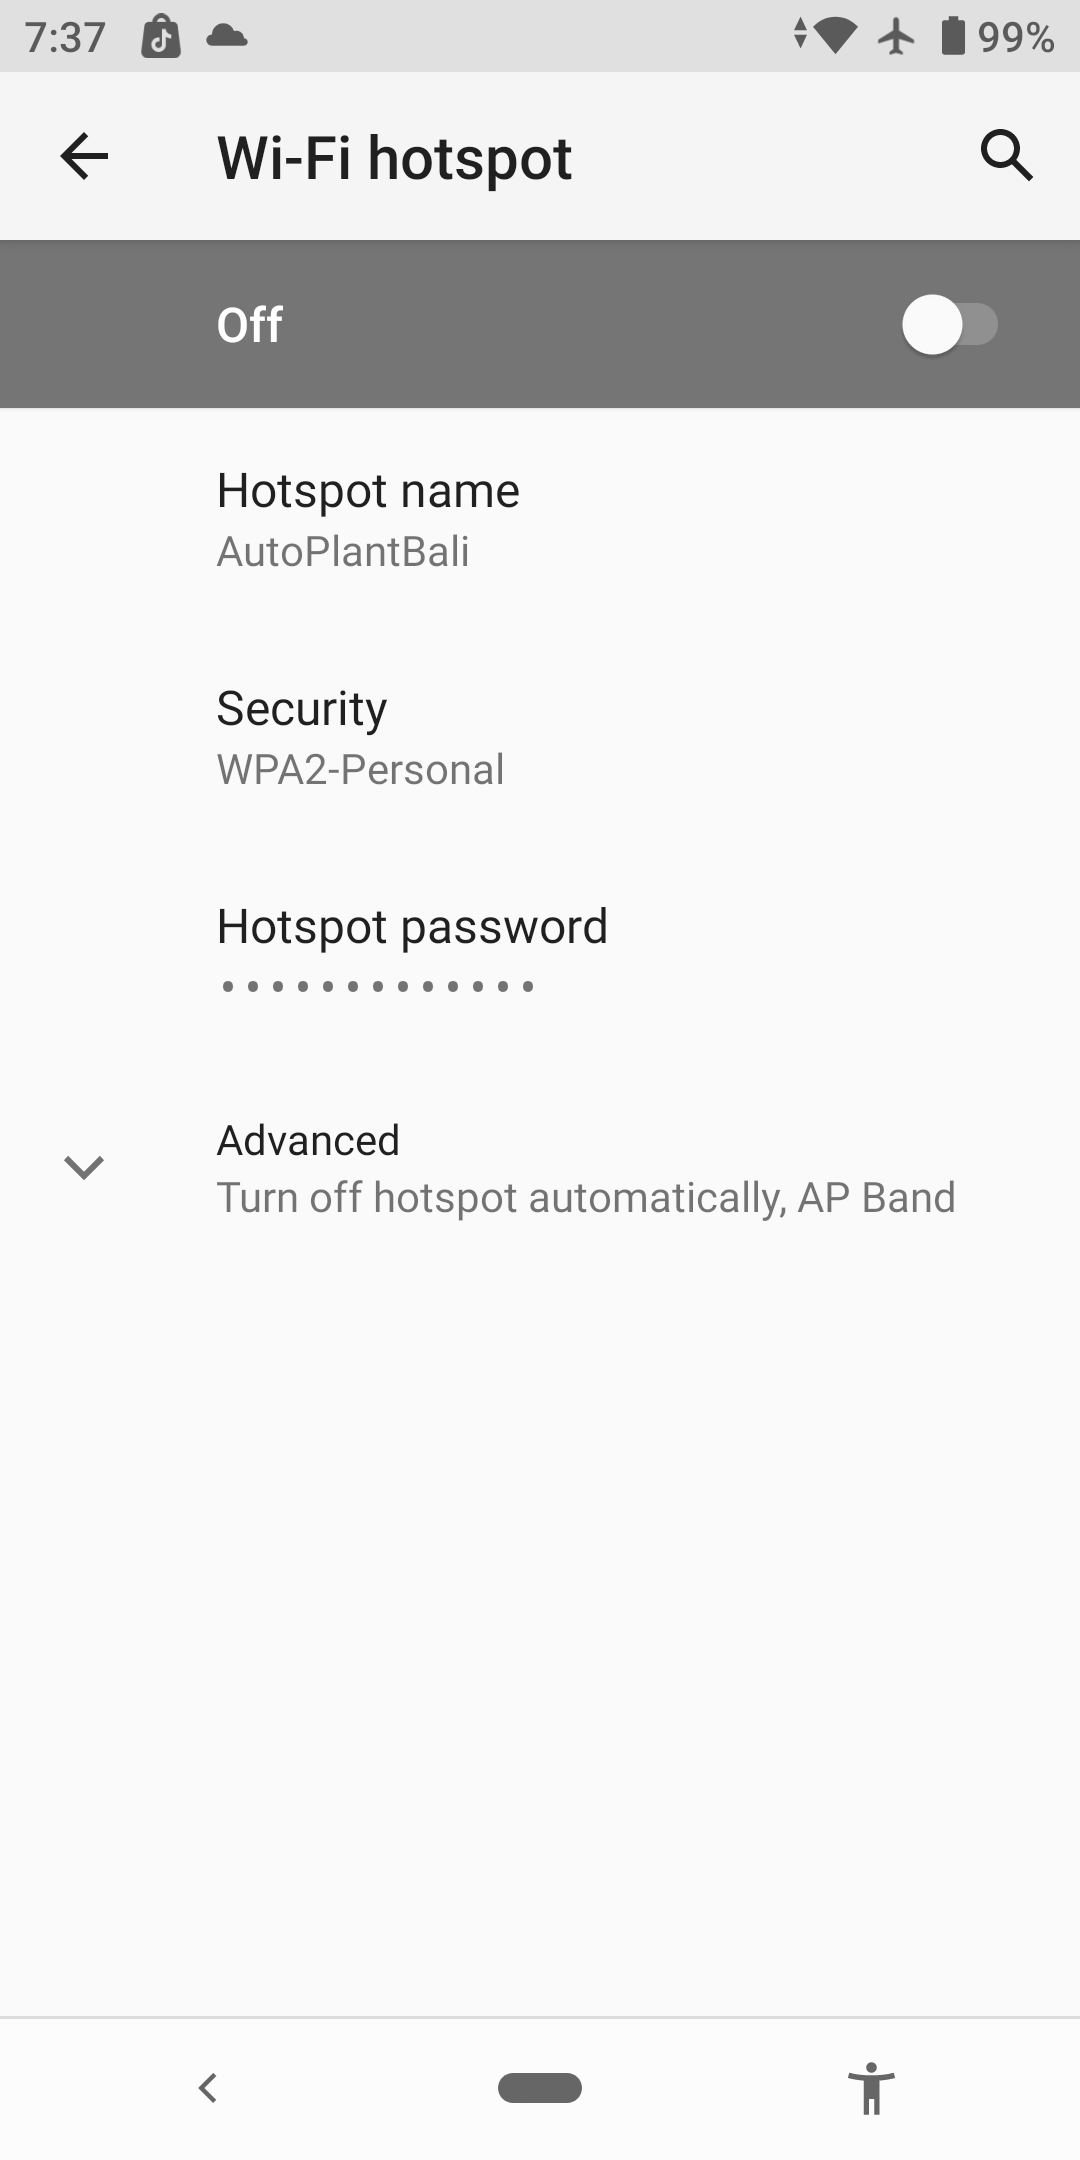 7:37
99%
Wi-Fi hotspot
Off
Hotspot name
AutoPlantBali
Security
WPA2-Personal
Hotspot password
•••••••••••••
Advanced
Turn off hotspot automatically, AP Band